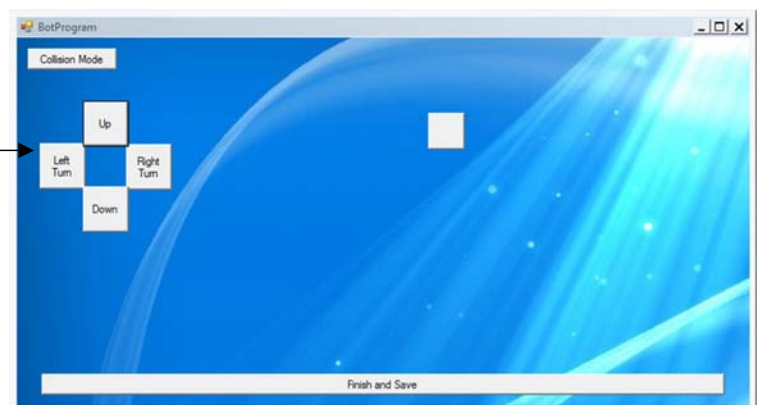 BotProgram
Collision Mode
Up
Left
Turn
Right
Turn
Down
Finish and Save